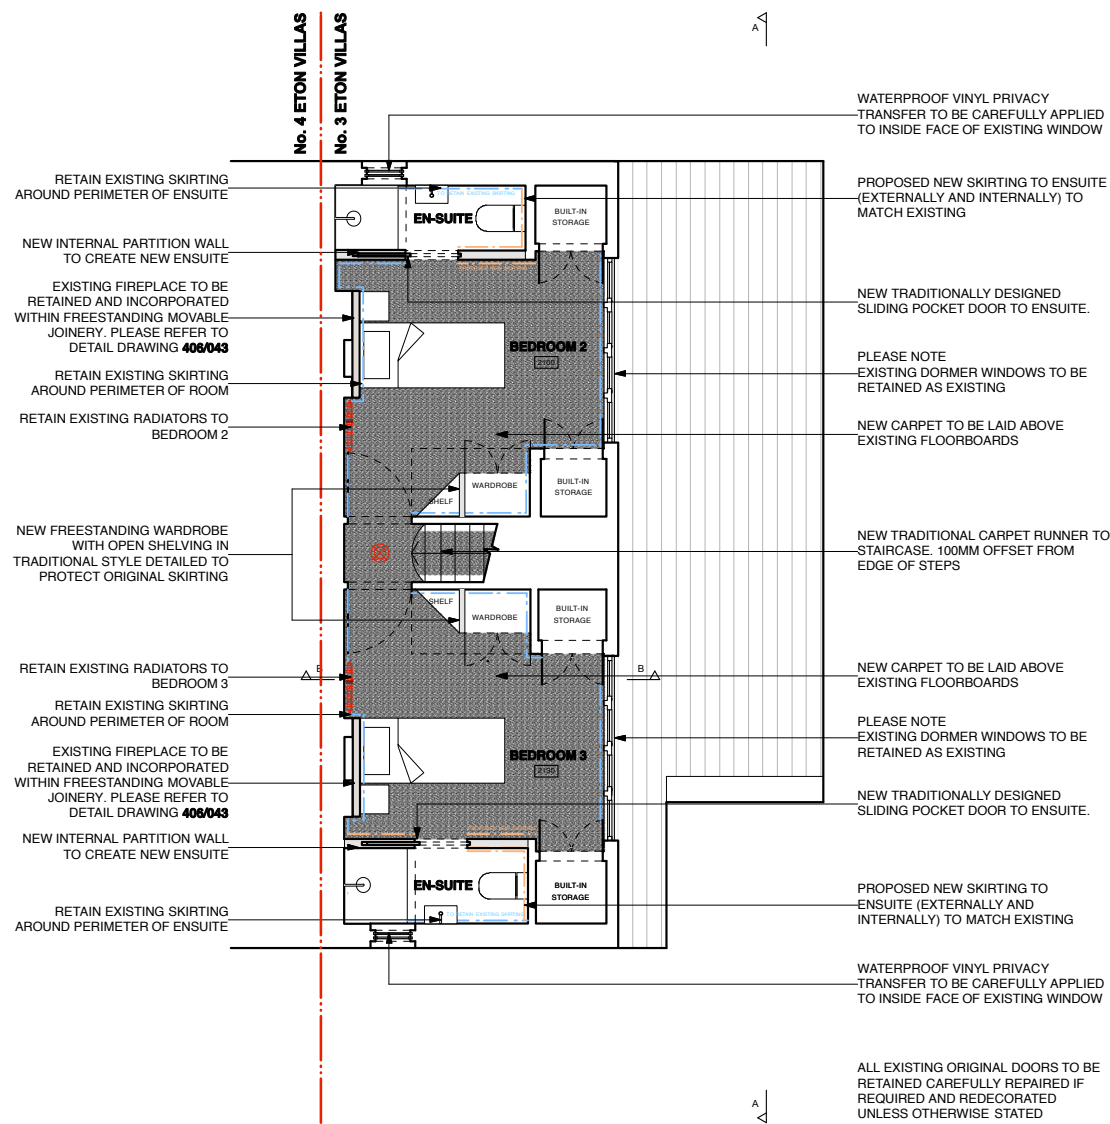 No. 4 ETON VILLAS
No. 3 ETON VILLAS
A
WATERPROOF VINYL PRIVACY
TRANSFER TO BE CAREFULLY APPLIED
TO INSIDE FACE OF EXISTING WINDOW
RETAIN EXISTING SKIRTING
AROUND PERIMETER OF ENSUITE
PROPOSED NEW SKIRTING TO ENSUITE
(EXTERNALLY AND INTERNALLY) TO
MATCH EXISTING
TO RETAIN EXISTING SKIRTING
EN-SUITE
BUILT-IN
STORAGE
NEW INTERNAL PARTITION WALL
TO CREATE NEW ENSUITE
EXISTING FIREPLACE TO BE
RETAINED AND INCORPORATED
WITHIN FREESTANDING MOVABLE
JOINERY. PLEASE REFER TO
DETAIL DRAWING 406/043
NEW TRADITIONALLY DESIGNED
SLIDING POCKET DOOR TO ENSUITE.
BEDROOM 2
2100
PLEASE NOTE
EXISTING DORMER WINDOWS TO BE
RETAINED AS EXISTING
RETAIN EXISTING SKIRTING
AROUND PERIMETER OF ROOM
RETAIN EXISTING RADIATORS TO
BEDROOM 2
NEW CARPET TO BE LAID ABOVE
EXISTING FLOORBOARDS
SHELF
WARDROBE
BUILT-IN
STORAGE
NEW FREESTANDING WARDROBE
WITH OPEN SHELVING IN
TRADITIONAL STYLE DETAILED TO
PROTECT ORIGINAL SKIRTING
NEW TRADITIONAL CARPET RUNNER TO
STAIRCASE. 100MM OFFSET FROM
EDGE OF STEPS
SHELF
WARDROBE
BUILT-IN
STORAGE
RETAIN EXISTING RADIATORS TO
BEDROOM 3
B
B
NEW CARPET TO BE LAID ABOVE
EXISTING FLOORBOARDS
RETAIN EXISTING SKIRTING
AROUND PERIMETER OF ROOM
PLEASE NOTE
EXISTING DORMER WINDOWS TO BE
RETAINED AS EXISTING
EXISTING FIREPLACE TO BE
RETAINED AND INCORPORATED
WITHIN FREESTANDING MOVABLE
JOINERY. PLEASE REFER TO
DETAIL DRAWING 406/043
BEDROOM 3
NEW TRADITIONALLY DESIGNED
SLIDING POCKET DOOR TO ENSUITE.
NEW INTERNAL PARTITION WALL
TO CREATE NEW ENSUITE
EN-SUITE
BUILT-IN
STORAGE
PROPOSED NEW SKIRTING TO
ENSUITE (EXTERNALLY AND
INTERNALLY) TO MATCH EXISTING
RETAIN EXISTING SKIRTING
AROUND PERIMETER OF ENSUITE
TO RETAIN EXISTING SKIRTING
WATERPROOF VINYL PRIVACY
TRANSFER TO BE CAREFULLY APPLIED
TO INSIDE FACE OF EXISTING WINDOW
ALL EXISTING ORIGINAL DOORS TO BE
RETAINED CAREFULLY REPAIRED IF
REQUIRED AND REDECORATED
UNLESS OTHERWISE STATED
A